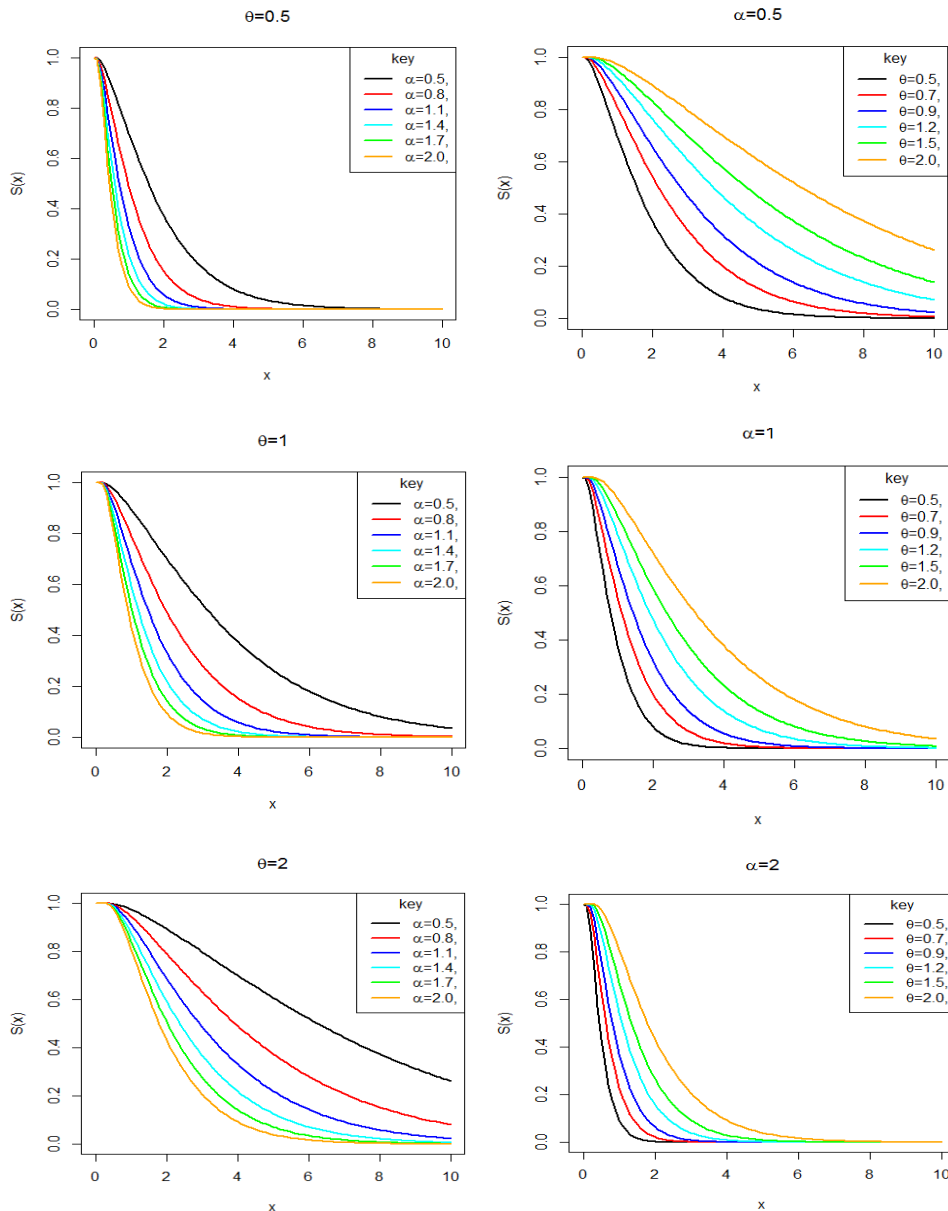 θ=0.5
S(x)
0.0 0.2 0.4 0.6 0.8 1.0
key
α=0.5,
α=0.8,
α=1.1,
α=1.4,
α=1.7,
α=2.0,
0 2 4 6 8 10
x
α=0.5
S(x)
0.0 0.2 0.4 0.6 0.8 1.0
key
θ=0.5,
θ=0.7,
θ=0.9,
θ=1.2,
θ=1.5,
θ=2.0,
0 2 4 6 8 10
x
θ=1
S(x)
0.0 0.2 0.4 0.6 0.8 1.0
key
α=0.5,
α=0.8,
α=1.1,
α=1.4,
α=1.7,
α=2.0,
0 2 4 6 8 10
x
α=1
S(x)
0.0 0.2 0.4 0.6 0.8 1.0
key
θ=0.5,
θ=0.7,
θ=0.9,
θ=1.2,
θ=1.5,
θ=2.0,
0 2 4 6 8 10
x
θ=2
S(x)
0.0 0.2 0.4 0.6 0.8 1.0
key
α=0.5,
α=0.8,
α=1.1,
α=1.4,
α=1.7,
α=2.0,
0 2 4 6 8 10
x
α=2
S(x)
0.0 0.2 0.4 0.6 0.8 1.0
key
θ=0.5,
θ=0.7,
θ=0.9,
θ=1.2,
θ=1.5,
θ=2.0,
0 2 4 6 8 10
x